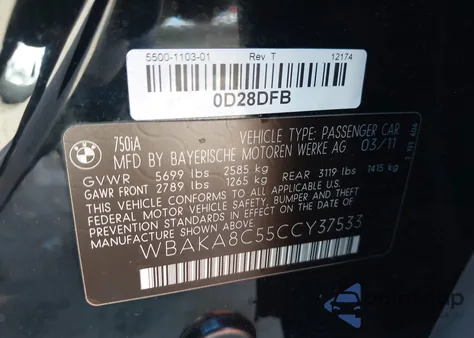 5500-1103-01 Rev T 12174
0D28DFB
750iA VEHICLE TYPE: PASSENGER CAR
MFD BY BAYERISCHE MOTOREN WERKE AG 03/11
GVWR 5699 lbs 2585 kg
GAWR FRONT 2789 lbs 1265 kg REAR 3119 lbs 1415 kg
THIS VEHICLE CONFORMS TO ALL APPLICABLE
FEDERAL MOTOR VEHICLE SAFETY, BUMPER, AND
THEFT PREVENTION STANDARDS IN EFFECT ON THE
DATE OF MANUFACTURE SHOWN ABOVE.
WBAKA8C55CCY37533